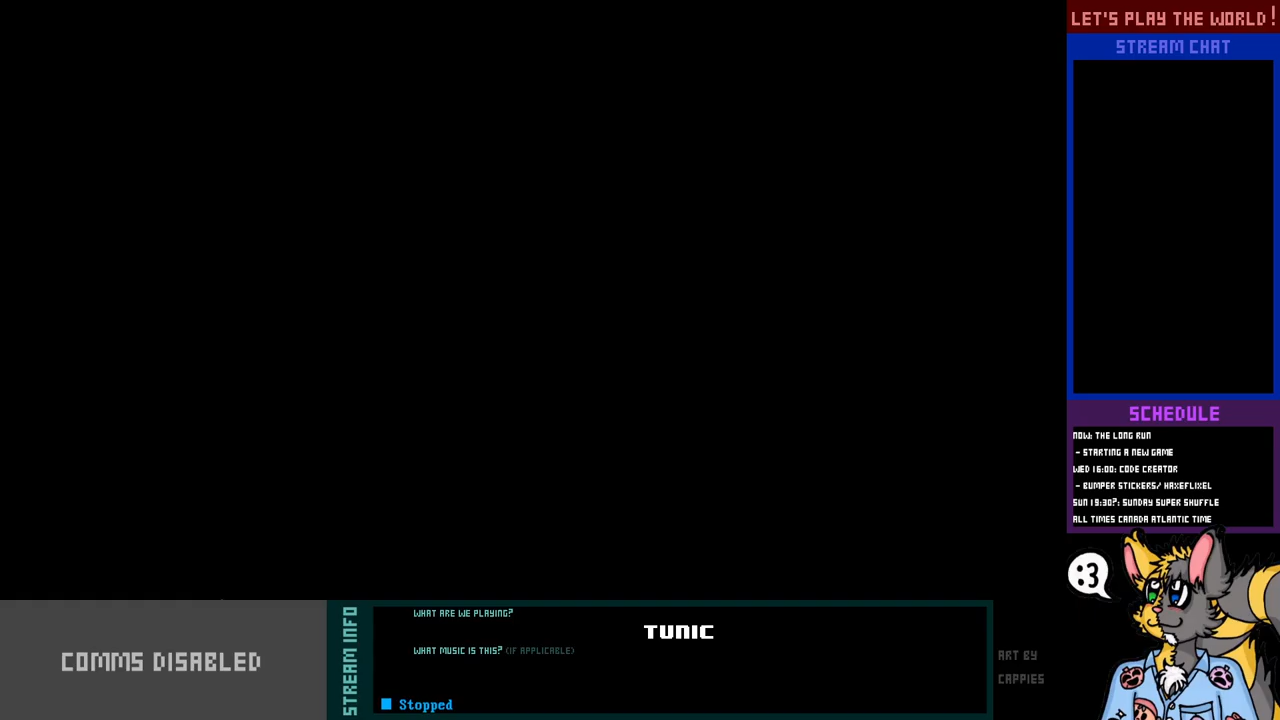 LET'S PLAY THE WORLD!
STREAM CHAT
SCHEDULE
NOW: THE LONG RUN
- STARTING A NEW GAME
WED 16:00: CODE CREATOR
- BUMPER STICKERS/ HAXEFLIXEL
SUN 19:30?: SUNDAY SUPER SHUFFLE
ALL TIMES CANADA ATLANTIC TIME
:3
COMMS DISABLED
STREAM INFO
WHAT ARE WE PLAYING?
TUNIC
WHAT MUSIC IS THIS? (IF APPLICABLE)
Stopped
ART BY
CAPPIES